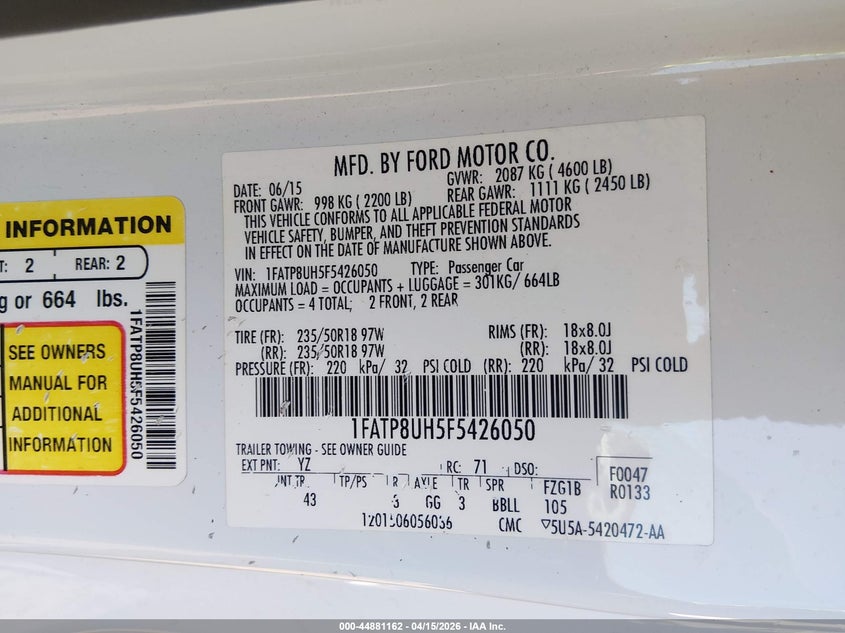 INFORMATION
T: 2 REAR: 2
g or 664 lbs.
SEE OWNERS
MANUAL FOR
ADDITIONAL
INFORMATION
1FATP8UH5F5426050
MFD. BY FORD MOTOR CO.
DATE: 06/15 GVWR: 2087 KG ( 4600 LB)
FRONT GAWR: 998 KG ( 2200 LB) REAR GAWR: 1111 KG ( 2450 LB)
THIS VEHICLE CONFORMS TO ALL APPLICABLE FEDERAL MOTOR
VEHICLE SAFETY, BUMPER, AND THEFT PREVENTION STANDARDS
IN EFFECT ON THE DATE OF MANUFACTURE SHOWN ABOVE.
VIN: 1FATP8UH5F5426050 TYPE: Passenger Car
MAXIMUM LOAD = OCCUPANTS + LUGGAGE = 301KG/ 664LB
OCCUPANTS = 4 TOTAL; 2 FRONT, 2 REAR
TIRE (FR): 235/50R18 97W RIMS (FR): 18x8.0J
(RR): 235/50R18 97W (RR): 18x8.0J
PRESSURE (FR): 220 kPa/ 32 PSI COLD (RR): 220 kPa/ 32 PSI COLD
1FATP8UH5F5426050
TRAILER TOWING - SEE OWNER GUIDE
EXT PNT: YZ RC: 71 DSO: F0047
INT TR TP/PS R AXLE TR SPR FZG1B R0133
43 6 GG 3 BBLL 105
CMC 5U5A-5420472-AA
000-44881162 - 04/15/2026 - IAA Inc.